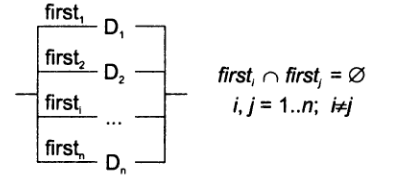 first₁ D₁
first₂ D₂
firstᵢ ...
firstₙ Dₙ
firstᵢ ∩ firstⱼ = ∅
i, j = 1..n; i≠j